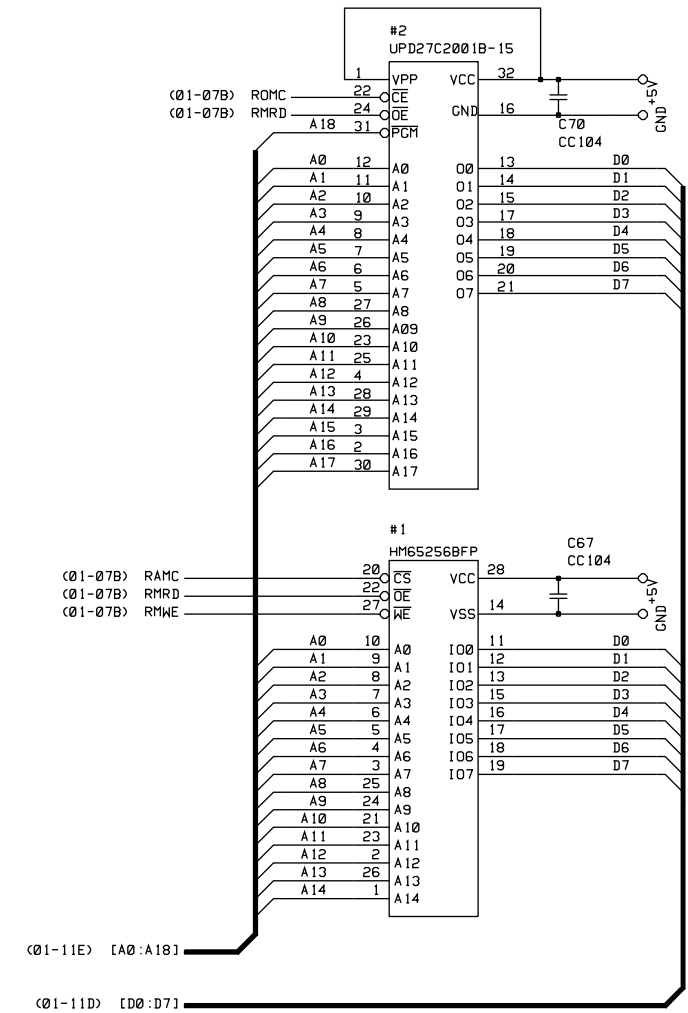 #2
UPD27C2001B-15
1 VPP VCC 32 +5V
(01-07B) ROMC 22 CE
(01-07B) RMRD 24 OE GND 16 GND
A18 31 PGM C70
CC104
A0 12 A0 O0 13 D0
A1 11 A1 O1 14 D1
A2 10 A2 O2 15 D2
A3 9 A3 O3 17 D3
A4 8 A4 O4 18 D4
A5 7 A5 O5 19 D5
A6 6 A6 O6 20 D6
A7 5 A7 O7 21 D7
A8 27 A8
A9 26 A09
A10 23 A10
A11 25 A11
A12 4 A12
A13 28 A13
A14 29 A14
A15 3 A15
A16 2 A16
A17 30 A17
#1
HM65256BFP
C67
CC104
(01-07B) RAMC 20 CS VCC 28 +5V
(01-07B) RMRD 22 OE
(01-07B) RMWE 27 WE VSS 14 GND
A0 10 A0 IO0 11 D0
A1 9 A1 IO1 12 D1
A2 8 A2 IO2 13 D2
A3 7 A3 IO3 15 D3
A4 6 A4 IO4 16 D4
A5 5 A5 IO5 17 D5
A6 4 A6 IO6 18 D6
A7 3 A7 IO7 19 D7
A8 25 A8
A9 24 A9
A10 21 A10
A11 23 A11
A12 2 A12
A13 26 A13
A14 1 A14
(01-11E) [A0:A18]
(01-11D) [D0:D7]